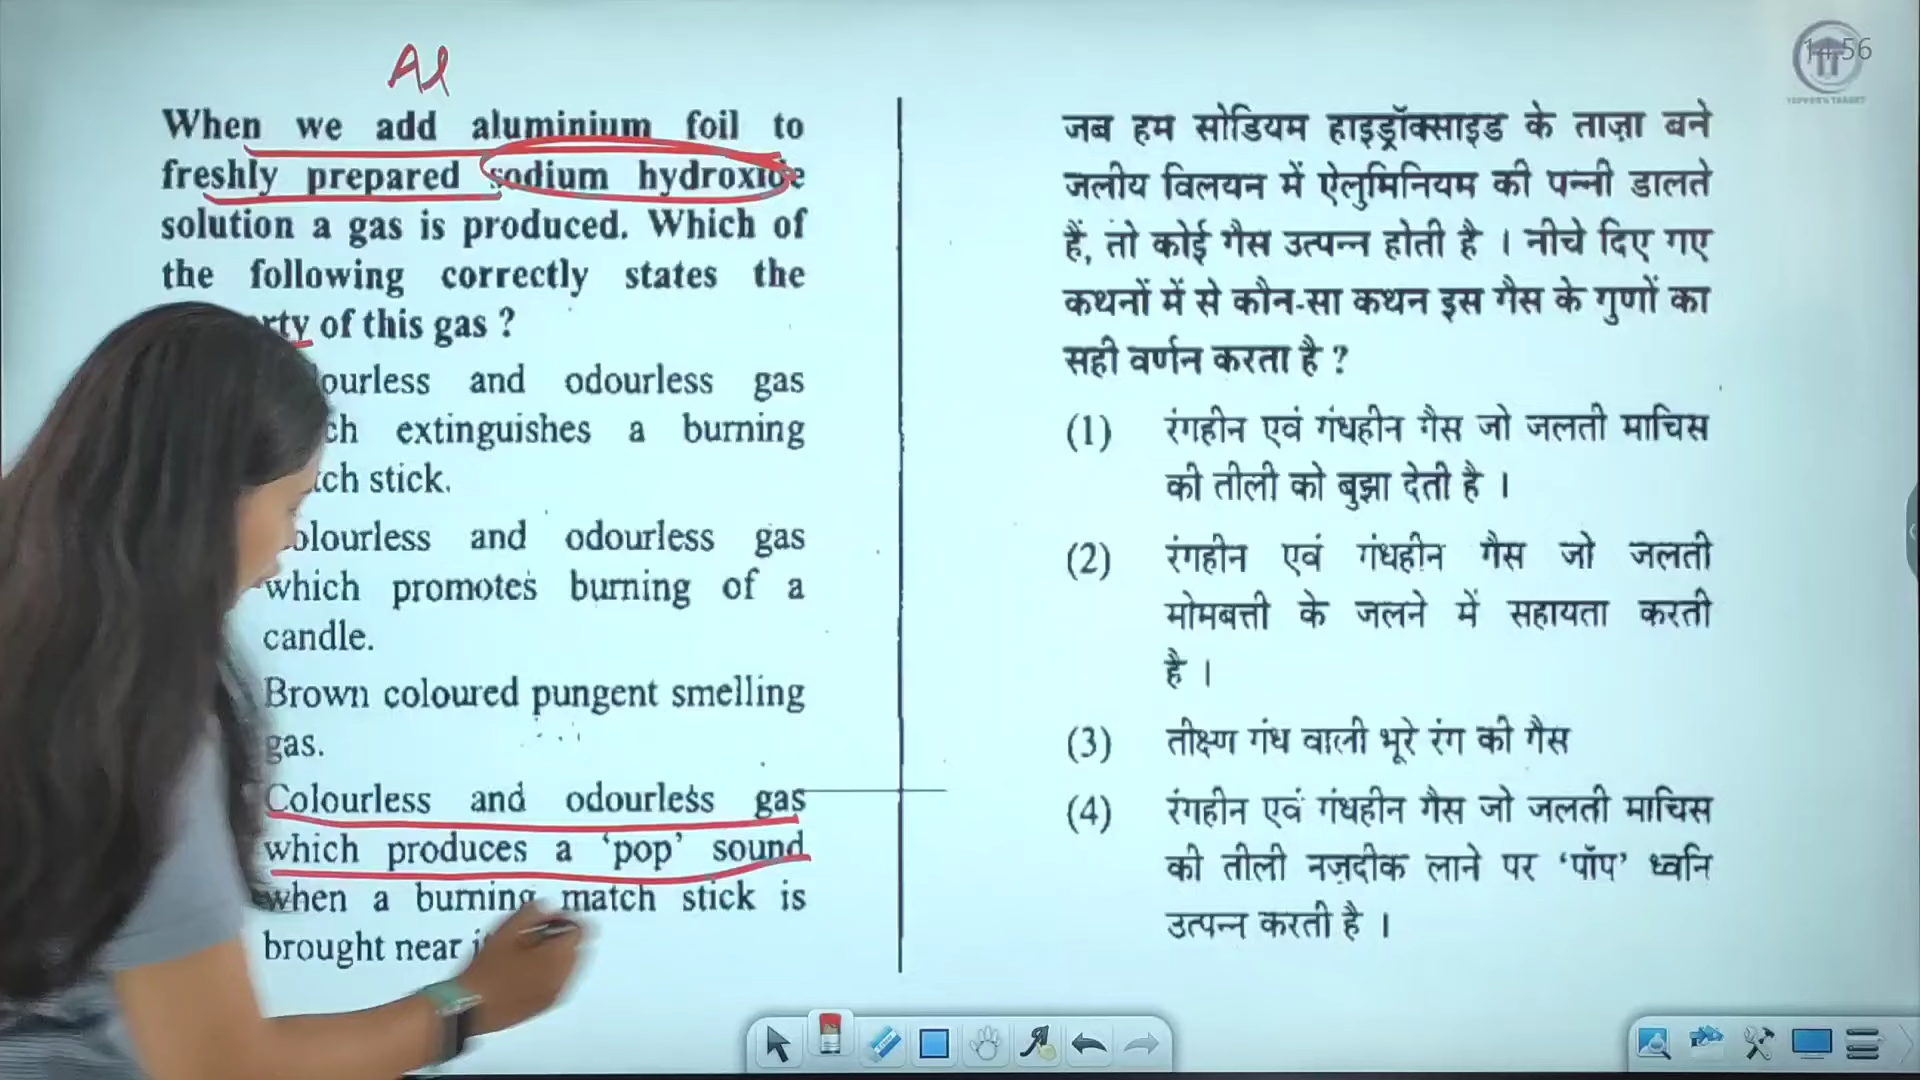 Al
When we add aluminium foil to
freshly prepared sodium hydroxide
solution a gas is produced. Which of
the following correctly states the
of this gas ?
and odourless gas
extinguishes a burning
stick.
and odourless gas
which promotes burning of a
candle.
Brown coloured pungent smelling
gas.
Colourless and odourless gas
which produces a ‘pop’ sound
when a burning match stick is
brought near
जब हम सोडियम हाइड्रॉक्साइड के ताज़ा बने
जलीय विलयन में ऐलुमिनियम की पन्नी डालते
हैं, तो कोई गैस उत्पन्न होती है । नीचे दिए गए
कथनों में से कौन-सा कथन इस गैस के गुणों का
सही वर्णन करता है ?
(1) रंगहीन एवं गंधहीन गैस जो जलती माचिस
की तीली को बुझा देती है ।
(2) रंगहीन एवं गंधहीन गैस जो जलती
मोमबत्ती के जलने में सहायता करती
है ।
(3) तीक्ष्ण गंध वाली भूरे रंग की गैस
(4) रंगहीन एवं गंधहीन गैस जो जलती माचिस
की तीली नज़दीक लाने पर ‘पॉप’ ध्वनि
उत्पन्न करती है ।
14:56
TOPPER'S TARGET